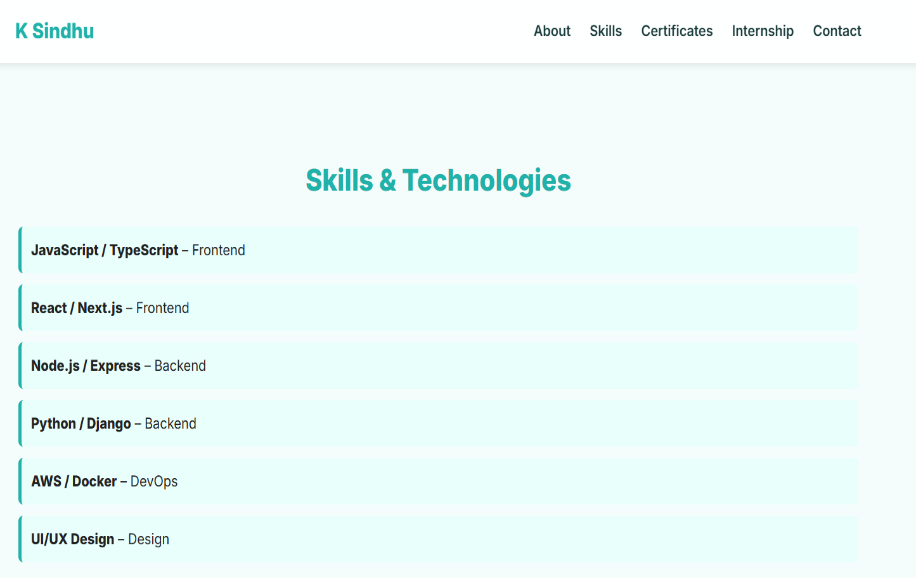 K Sindhu
About Skills Certificates Internship Contact
Skills & Technologies
JavaScript / TypeScript – Frontend
React / Next.js – Frontend
Node.js / Express – Backend
Python / Django – Backend
AWS / Docker – DevOps
UI/UX Design – Design